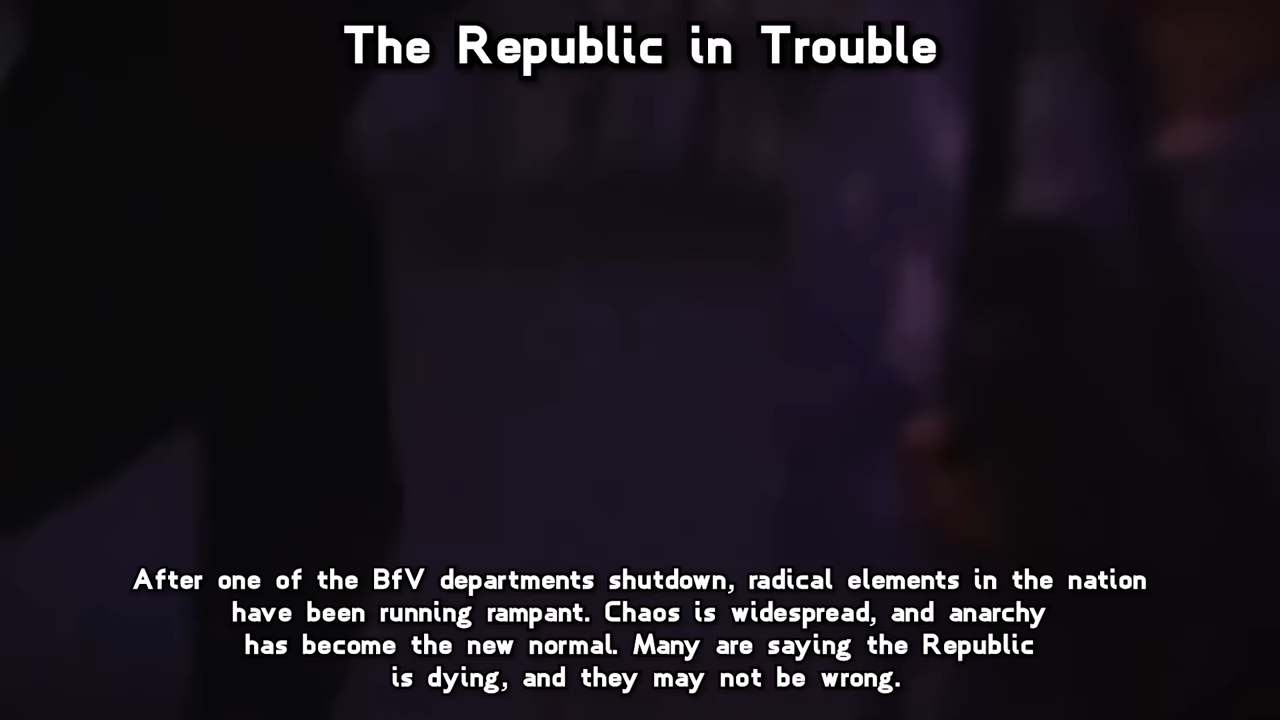 The Republic in Trouble
After one of the BfV departments shutdown, radical elements in the nation
have been running rampant. Chaos is widespread, and anarchy
has become the new normal. Many are saying the Republic
is dying, and they may not be wrong.